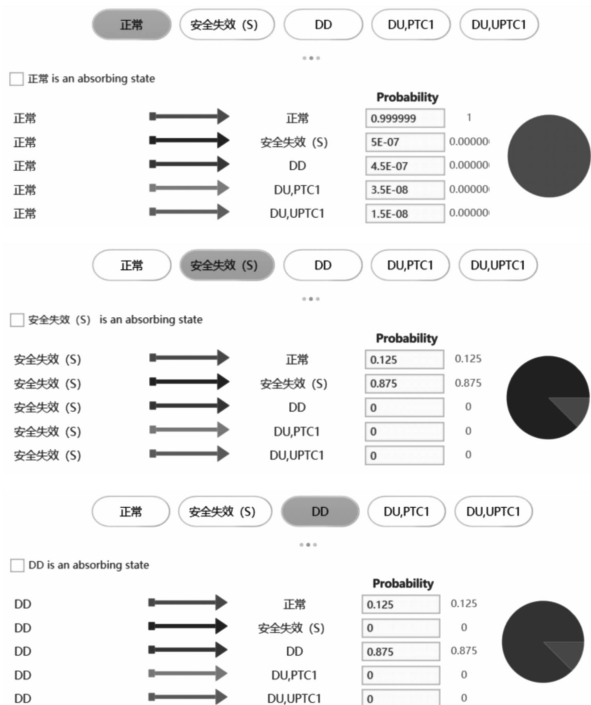 正常 安全失效（S） DD DU,PTC1 DU,UPTC1
正常 is an absorbing state
Probability
正常 正常 0.999999 1
正常 安全失效（S） 5E-07 0.00000
正常 DD 4.5E-07 0.00000
正常 DU,PTC1 3.5E-08 0.00000
正常 DU,UPTC1 1.5E-08 0.00000
正常 安全失效（S） DD DU,PTC1 DU,UPTC1
安全失效（S） is an absorbing state
Probability
安全失效（S） 正常 0.125 0.125
安全失效（S） 安全失效（S） 0.875 0.875
安全失效（S） DD 0 0
安全失效（S） DU,PTC1 0 0
安全失效（S） DU,UPTC1 0 0
正常 安全失效（S） DD DU,PTC1 DU,UPTC1
DD is an absorbing state
Probability
DD 正常 0.125 0.125
DD 安全失效（S） 0 0
DD DD 0.875 0.875
DD DU,PTC1 0 0
DD DU,UPTC1 0 0